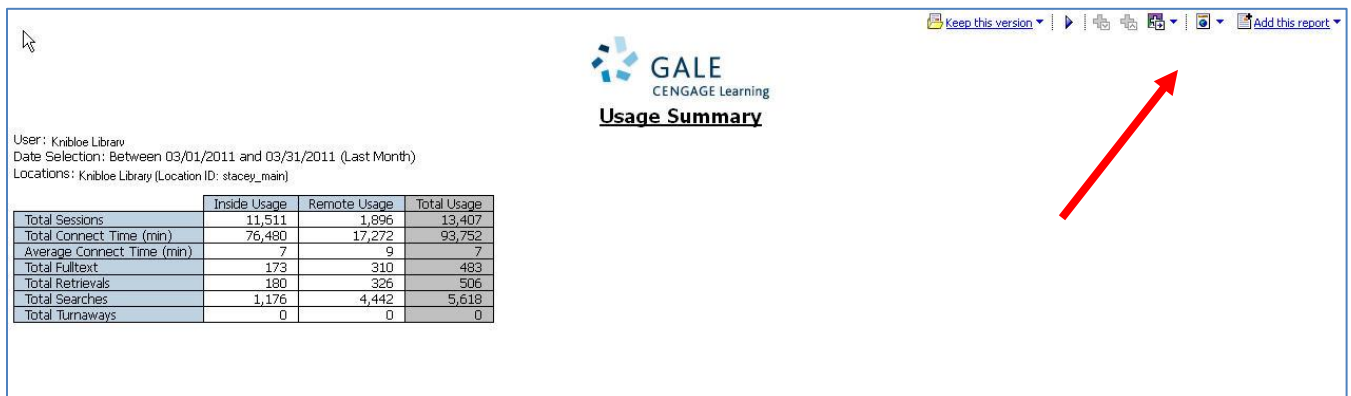 Keep this version Add this report
GALE
CENGAGE Learning
Usage Summary
User: Knibloe Library
Date Selection: Between 03/01/2011 and 03/31/2011 (Last Month)
Locations: Knibloe Library (Location ID: stacey_main)
Inside Usage Remote Usage Total Usage
Total Sessions 11,511 1,896 13,407
Total Connect Time (min) 76,480 17,272 93,752
Average Connect Time (min) 7 9 7
Total Fulltext 173 310 483
Total Retrievals 180 326 506
Total Searches 1,176 4,442 5,618
Total Turnaways 0 0 0